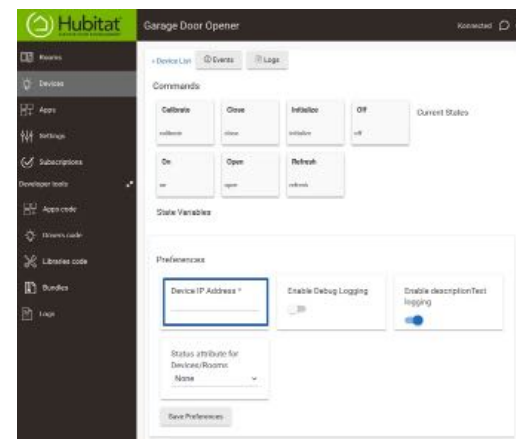 Hubitat
Garage Door Opener
Konnected
Rooms
Devices
Apps
Settings
Subscriptions
Developer tools
Apps code
Drivers code
Libraries code
Bundles
Logs
‹ Device List
Events
Logs
Commands
Calibrate
calibrate
Close
close
Initialize
initialize
Off
off
Current States
On
on
Open
open
Refresh
refresh
State Variables
Preferences
Device IP Address *
Enable Debug Logging
Enable descriptionText
logging
Status attribute for
Devices/Rooms
None
Save Preferences